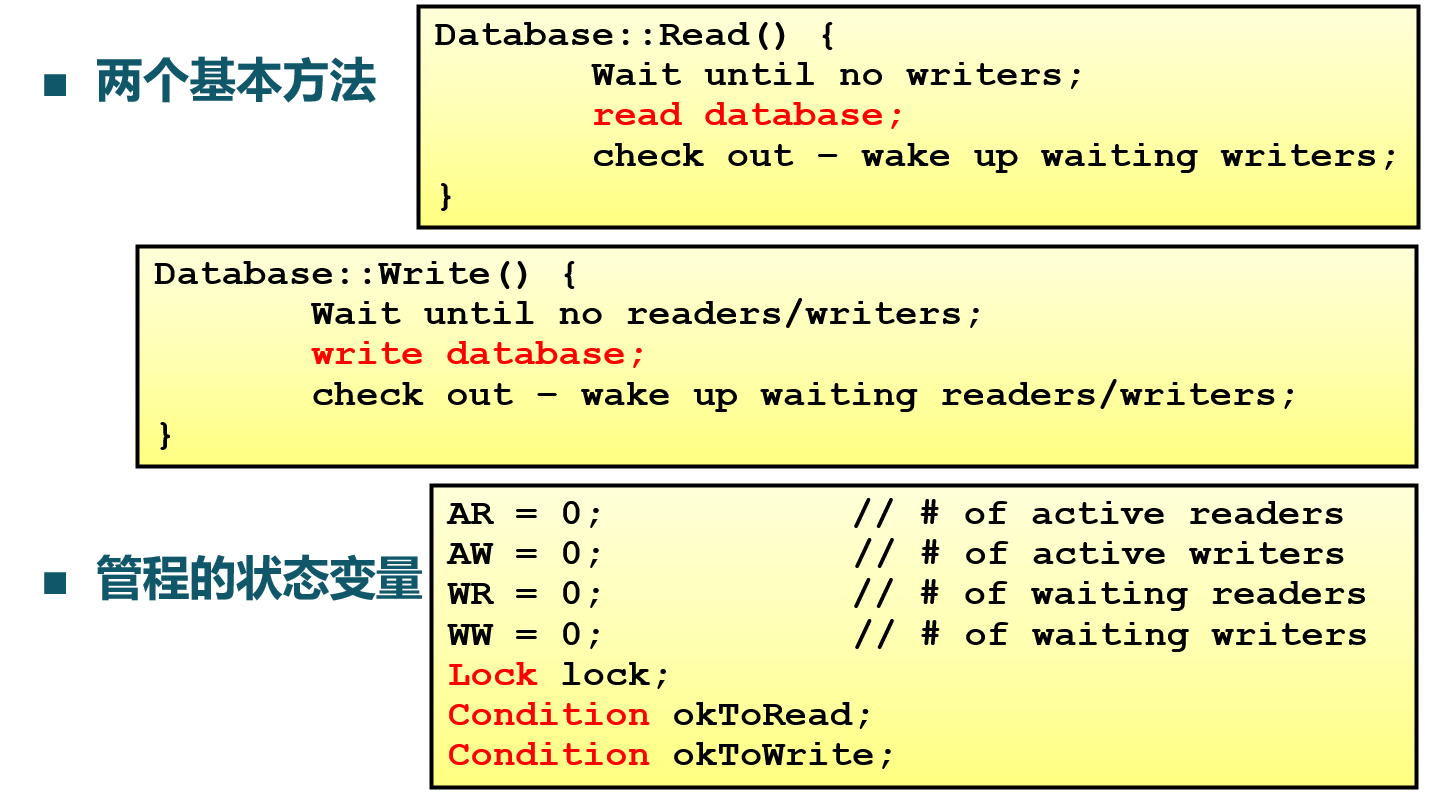 ■ 两个基本方法
Database::Read() {
Wait until no writers;
read database;
check out – wake up waiting writers;
}
Database::Write() {
Wait until no readers/writers;
write database;
check out – wake up waiting readers/writers;
}
■ 管程的状态变量
AR = 0; // # of active readers
AW = 0; // # of active writers
WR = 0; // # of waiting readers
WW = 0; // # of waiting writers
Lock lock;
Condition okToRead;
Condition okToWrite;